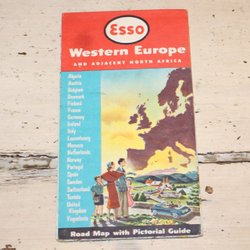 Esso
Western Europe
AND ADJACENT NORTH AFRICA
Algeria
Austria
Belgium
Denmark
Finland
France
Germany
Ireland
Italy
Luxembourg
Morocco
Netherlands
Norway
Portugal
Spain
Sweden
Switzerland
Tunisia
United
Kingdom
Yugoslavia
Road Map with Pictorial Guide